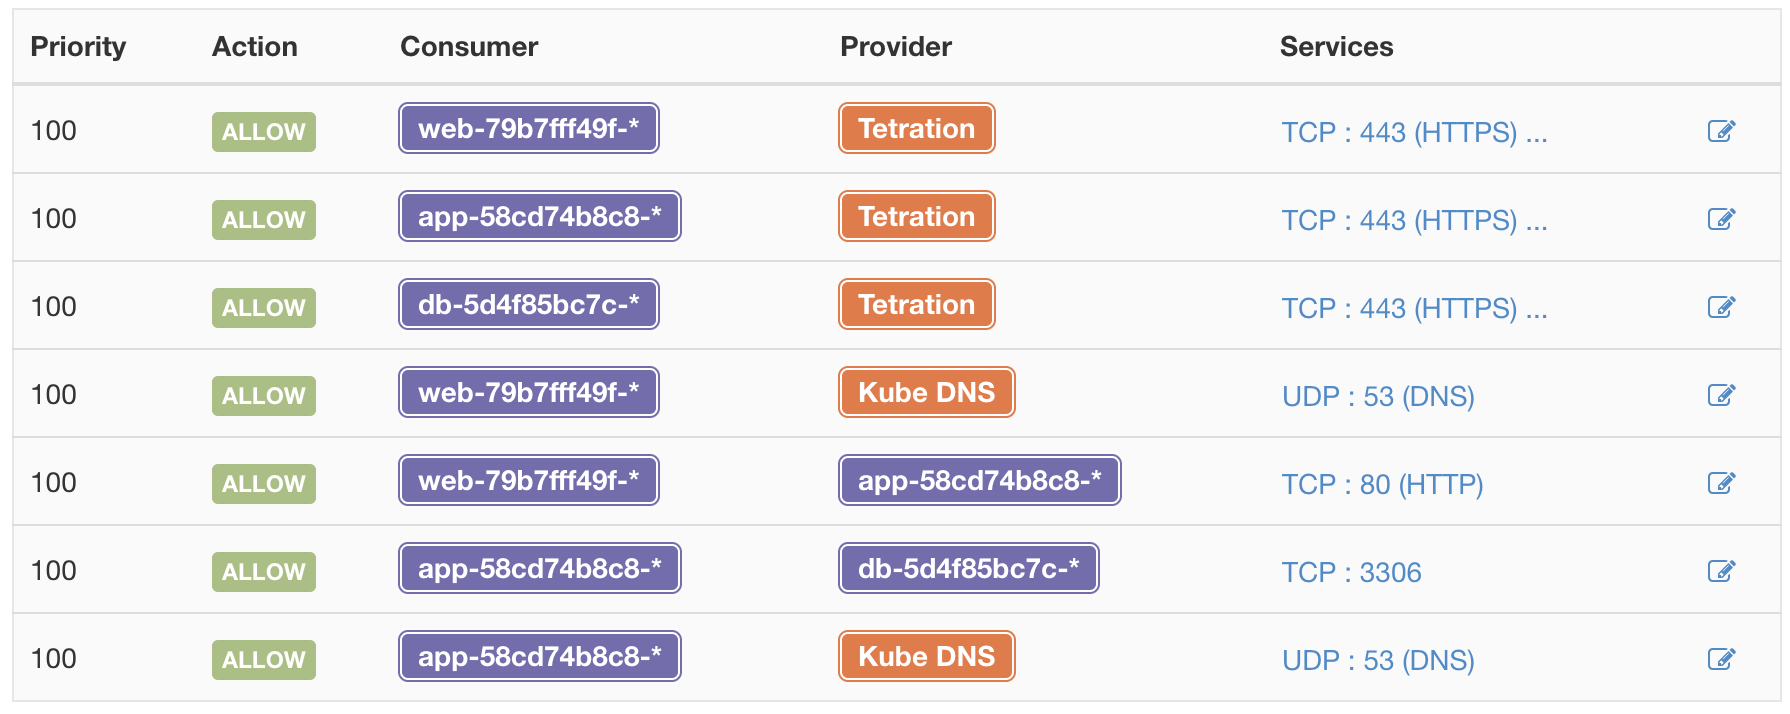 Priority Action Consumer Provider Services
100 ALLOW web-79b7fff49f-* Tetration TCP : 443 (HTTPS) ...
100 ALLOW app-58cd74b8c8-* Tetration TCP : 443 (HTTPS) ...
100 ALLOW db-5d4f85bc7c-* Tetration TCP : 443 (HTTPS) ...
100 ALLOW web-79b7fff49f-* Kube DNS UDP : 53 (DNS)
100 ALLOW web-79b7fff49f-* app-58cd74b8c8-* TCP : 80 (HTTP)
100 ALLOW app-58cd74b8c8-* db-5d4f85bc7c-* TCP : 3306
100 ALLOW app-58cd74b8c8-* Kube DNS UDP : 53 (DNS)